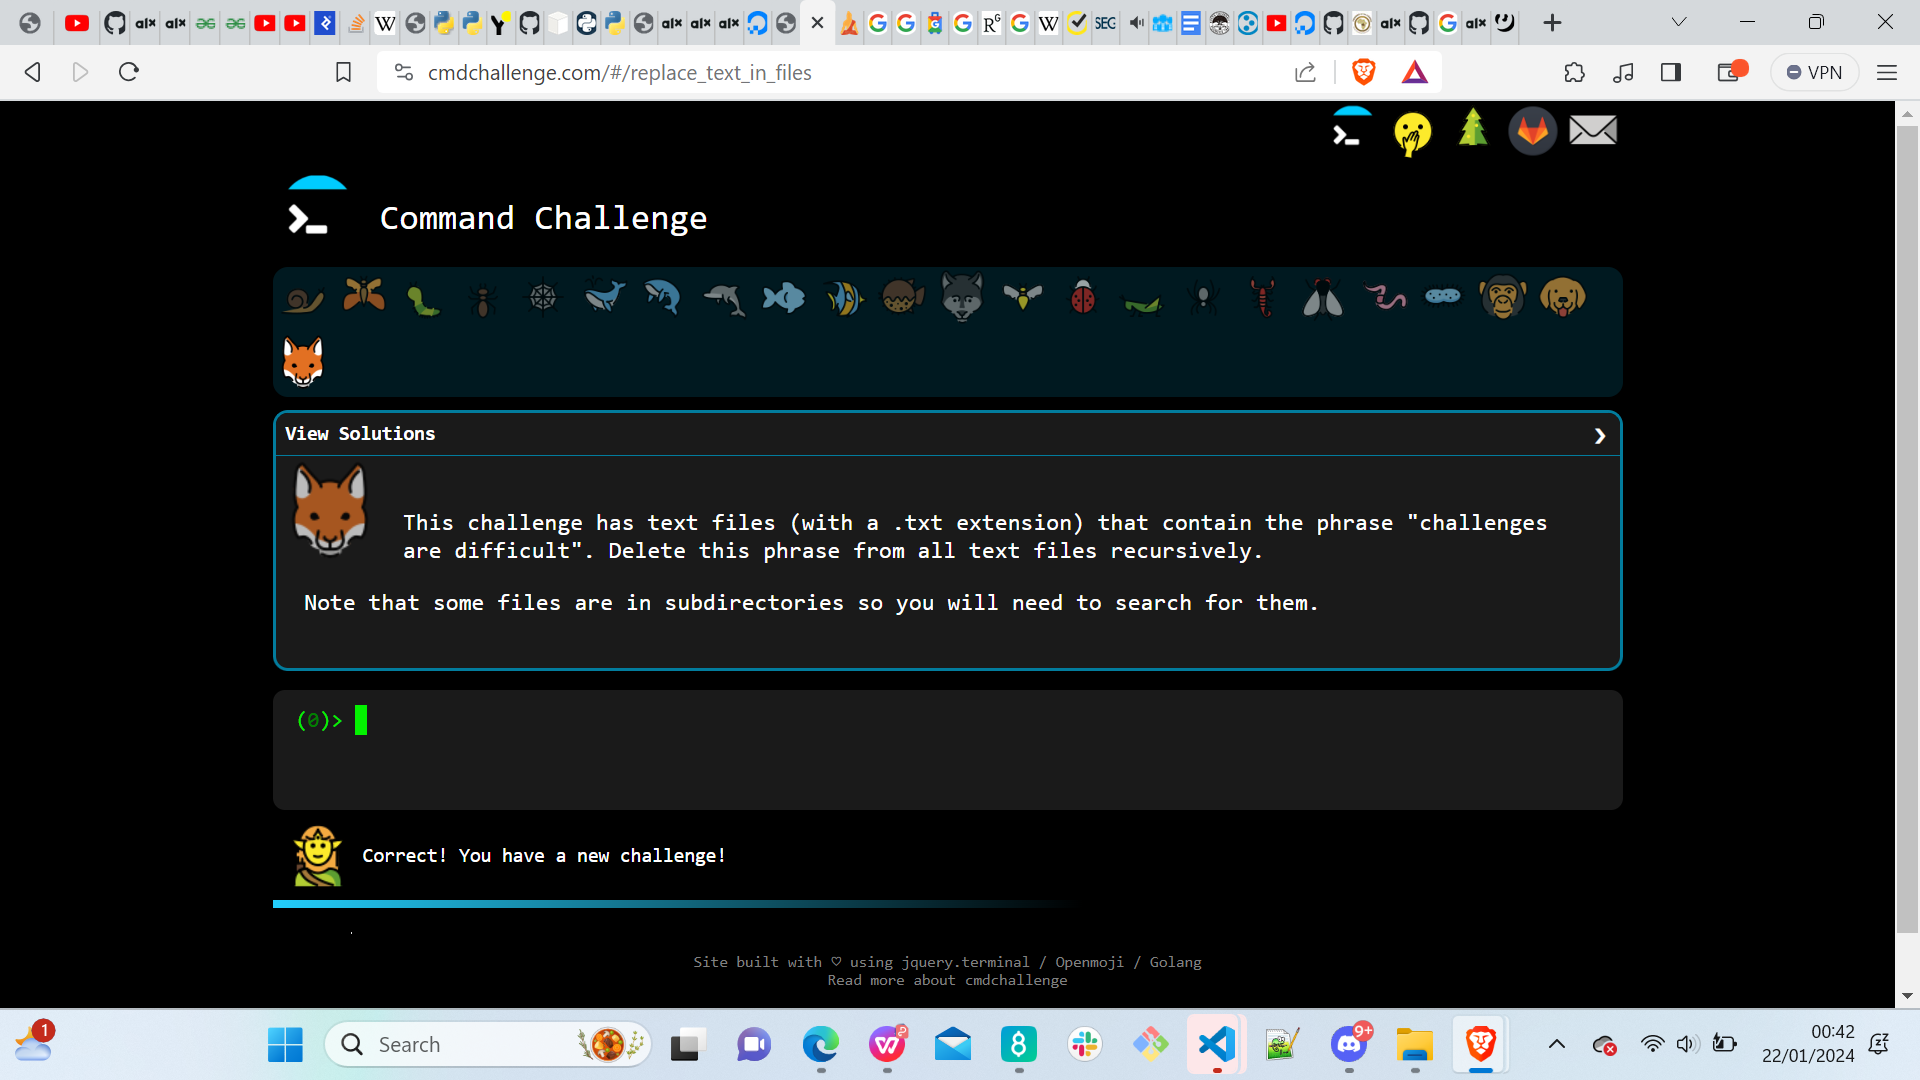 cmdchallenge.com/#/replace_text_in_files
VPN
Command Challenge
View Solutions
This challenge has text files (with a .txt extension) that contain the phrase "challenges
are difficult". Delete this phrase from all text files recursively.
Note that some files are in subdirectories so you will need to search for them.
(0)>
Correct! You have a new challenge!
Site built with ♡ using jquery.terminal / Openmoji / Golang
Read more about cmdchallenge
1
Search
9+
00:42
22/01/2024